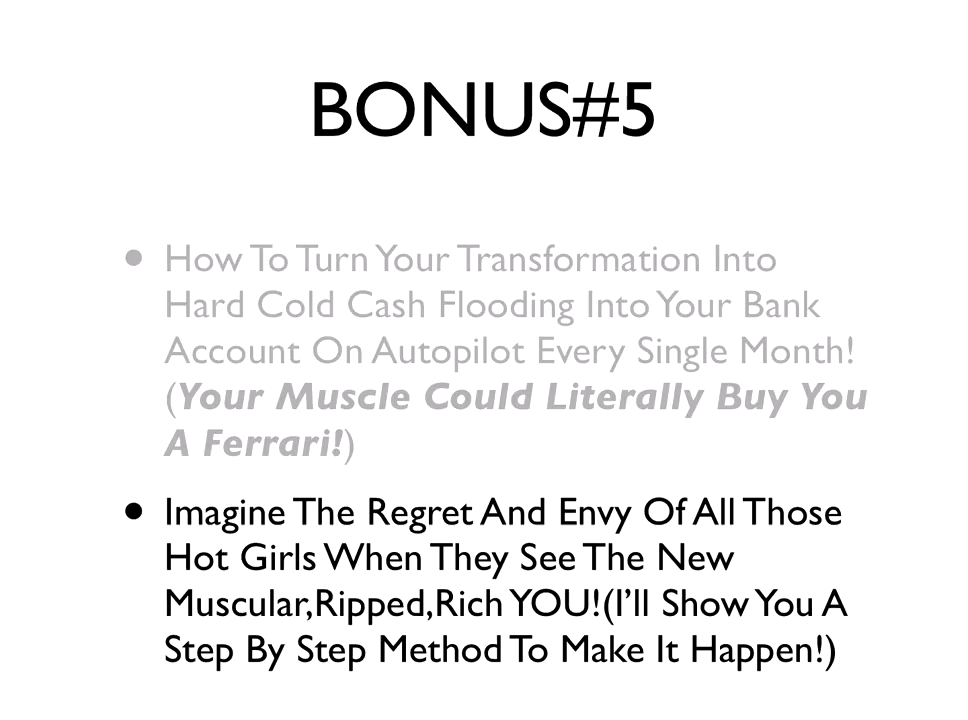 BONUS#5
• How To Turn Your Transformation Into
Hard Cold Cash Flooding Into Your Bank
Account On Autopilot Every Single Month!
(Your Muscle Could Literally Buy You
A Ferrari!)
• Imagine The Regret And Envy Of All Those
Hot Girls When They See The New
Muscular,Ripped,Rich YOU!(I’ll Show You A
Step By Step Method To Make It Happen!)